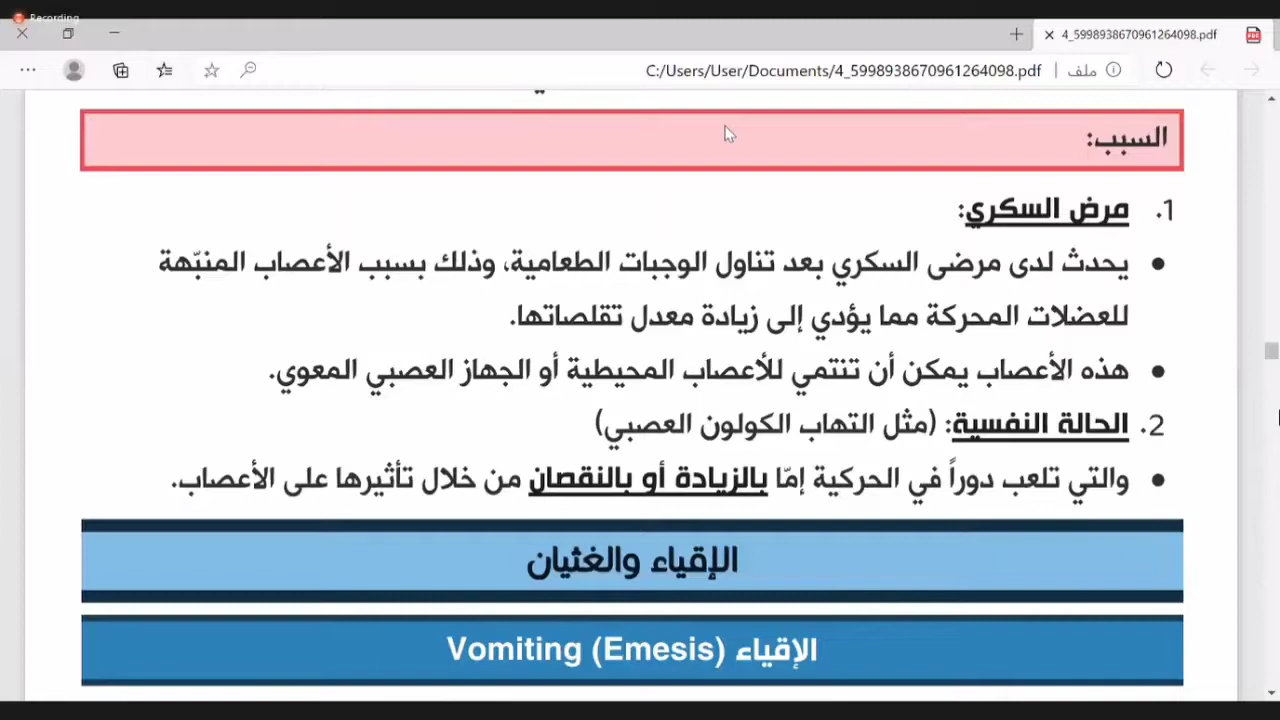 Recording
4_5998938670961264098.pdf
C:/Users/User/Documents/4_5998938670961264098.pdf | ملف
السبب:
1. مرض السكري:
● يحدث لدى مرضى السكري بعد تناول الوجبات الطعامية، وذلك بسبب الأعصاب المنبّهة
للعضلات المحركة مما يؤدي إلى زيادة معدل تقلصاتها.
● هذه الأعصاب يمكن أن تنتمي للأعصاب المحيطية أو الجهاز العصبي المعوي.
2. الحالة النفسية: (مثل التهاب الكولون العصبي)
● والتي تلعب دوراً في الحركية إمّا بالزيادة أو بالنقصان من خلال تأثيرها على الأعصاب.
الإقياء والغثيان
الإقياء Vomiting (Emesis)